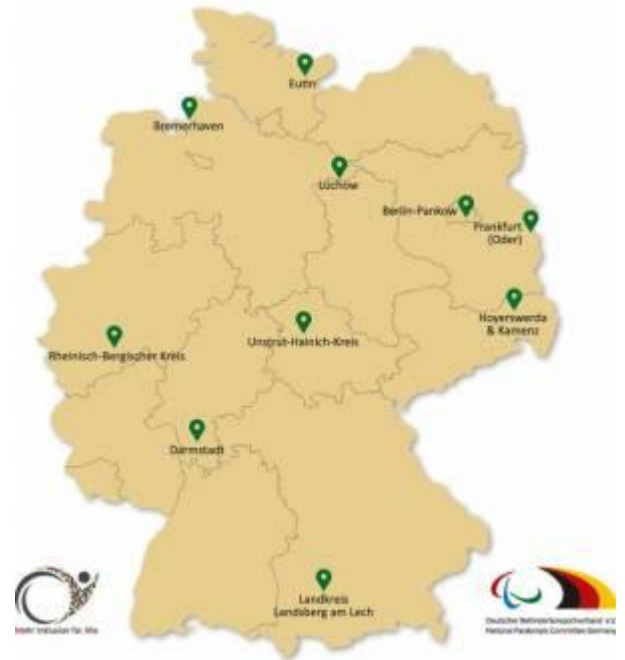 Eutin
Bremerhaven
Lüchow
Berlin-Pankow
Frankfurt
(Oder)
Hoyerswerda
& Kamenz
Unstrut-Hainich-Kreis
Rheinisch-Bergischer Kreis
Darmstadt
Landkreis
Landsberg am Lech
Mehr Inklusion für Alle
Deutscher Behindertensportverband e.V.
National Paralympic Committee Germany